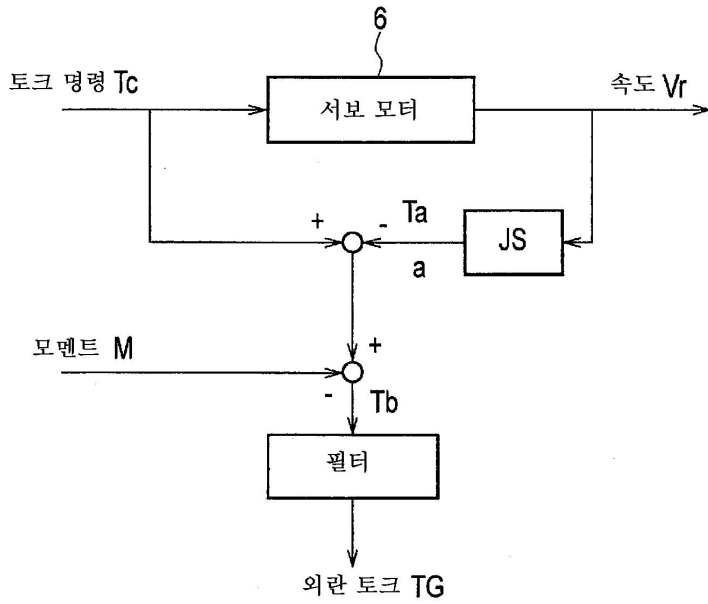 6
토크 명령 Tc
서보 모터
속도 Vr
+
-
Ta
JS
a
모멘트 M
+
-
Tb
필터
외란 토크 TG